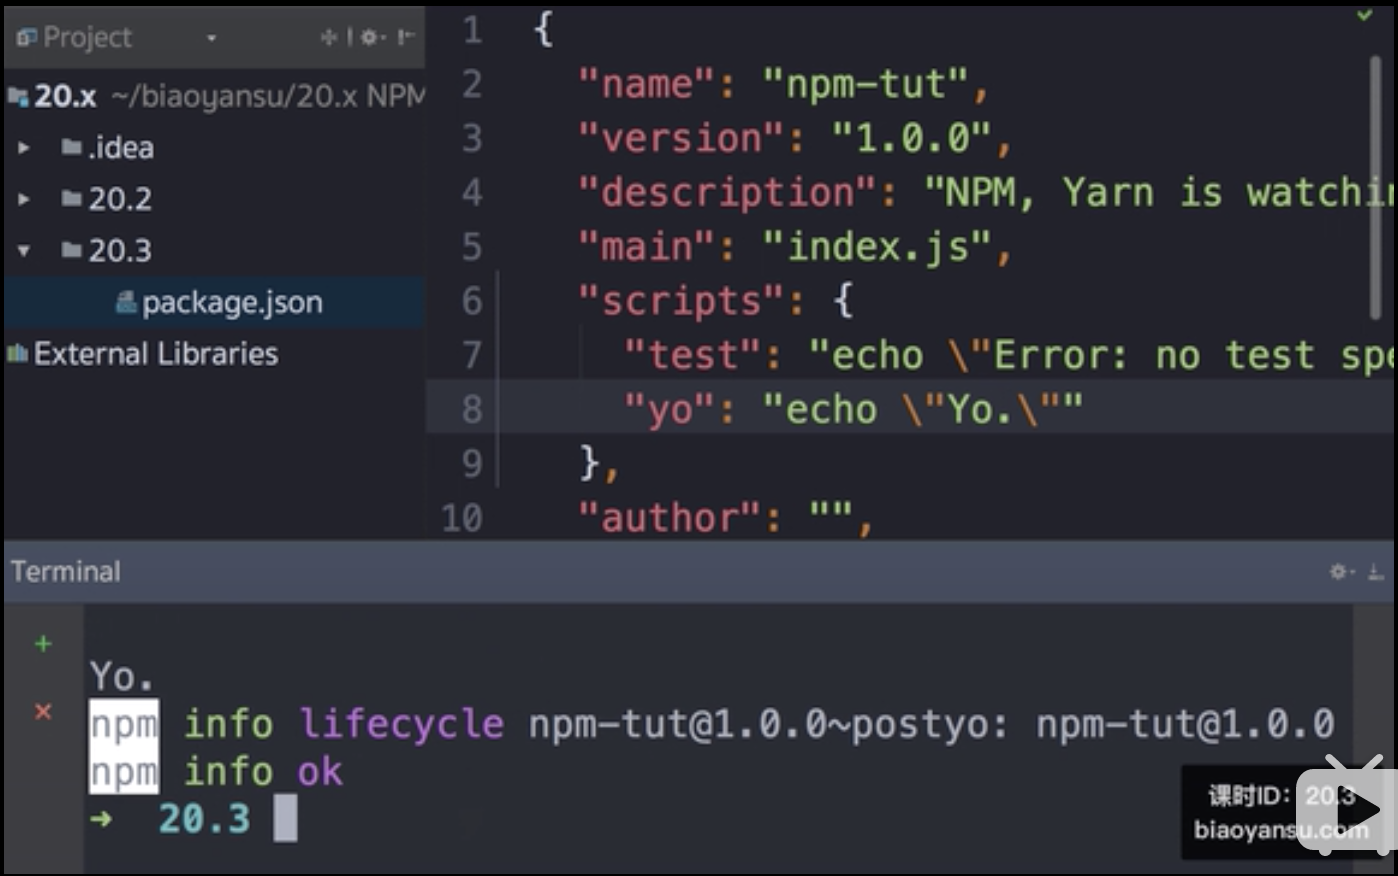 Project
20.x ~/biaoyansu/20.x NPM
.idea
20.2
20.3
package.json
External Libraries
1 {
2 "name": "npm-tut",
3 "version": "1.0.0",
4 "description": "NPM, Yarn is watchin
5 "main": "index.js",
6 "scripts": {
7 "test": "echo \"Error: no test spe
8 "yo": "echo \"Yo.\""
9 },
10 "author": "",
Terminal
Yo.
npm info lifecycle npm-tut@1.0.0~postyo: npm-tut@1.0.0
npm info ok
➜ 20.3
课时ID：20.3
biaoyansu.com